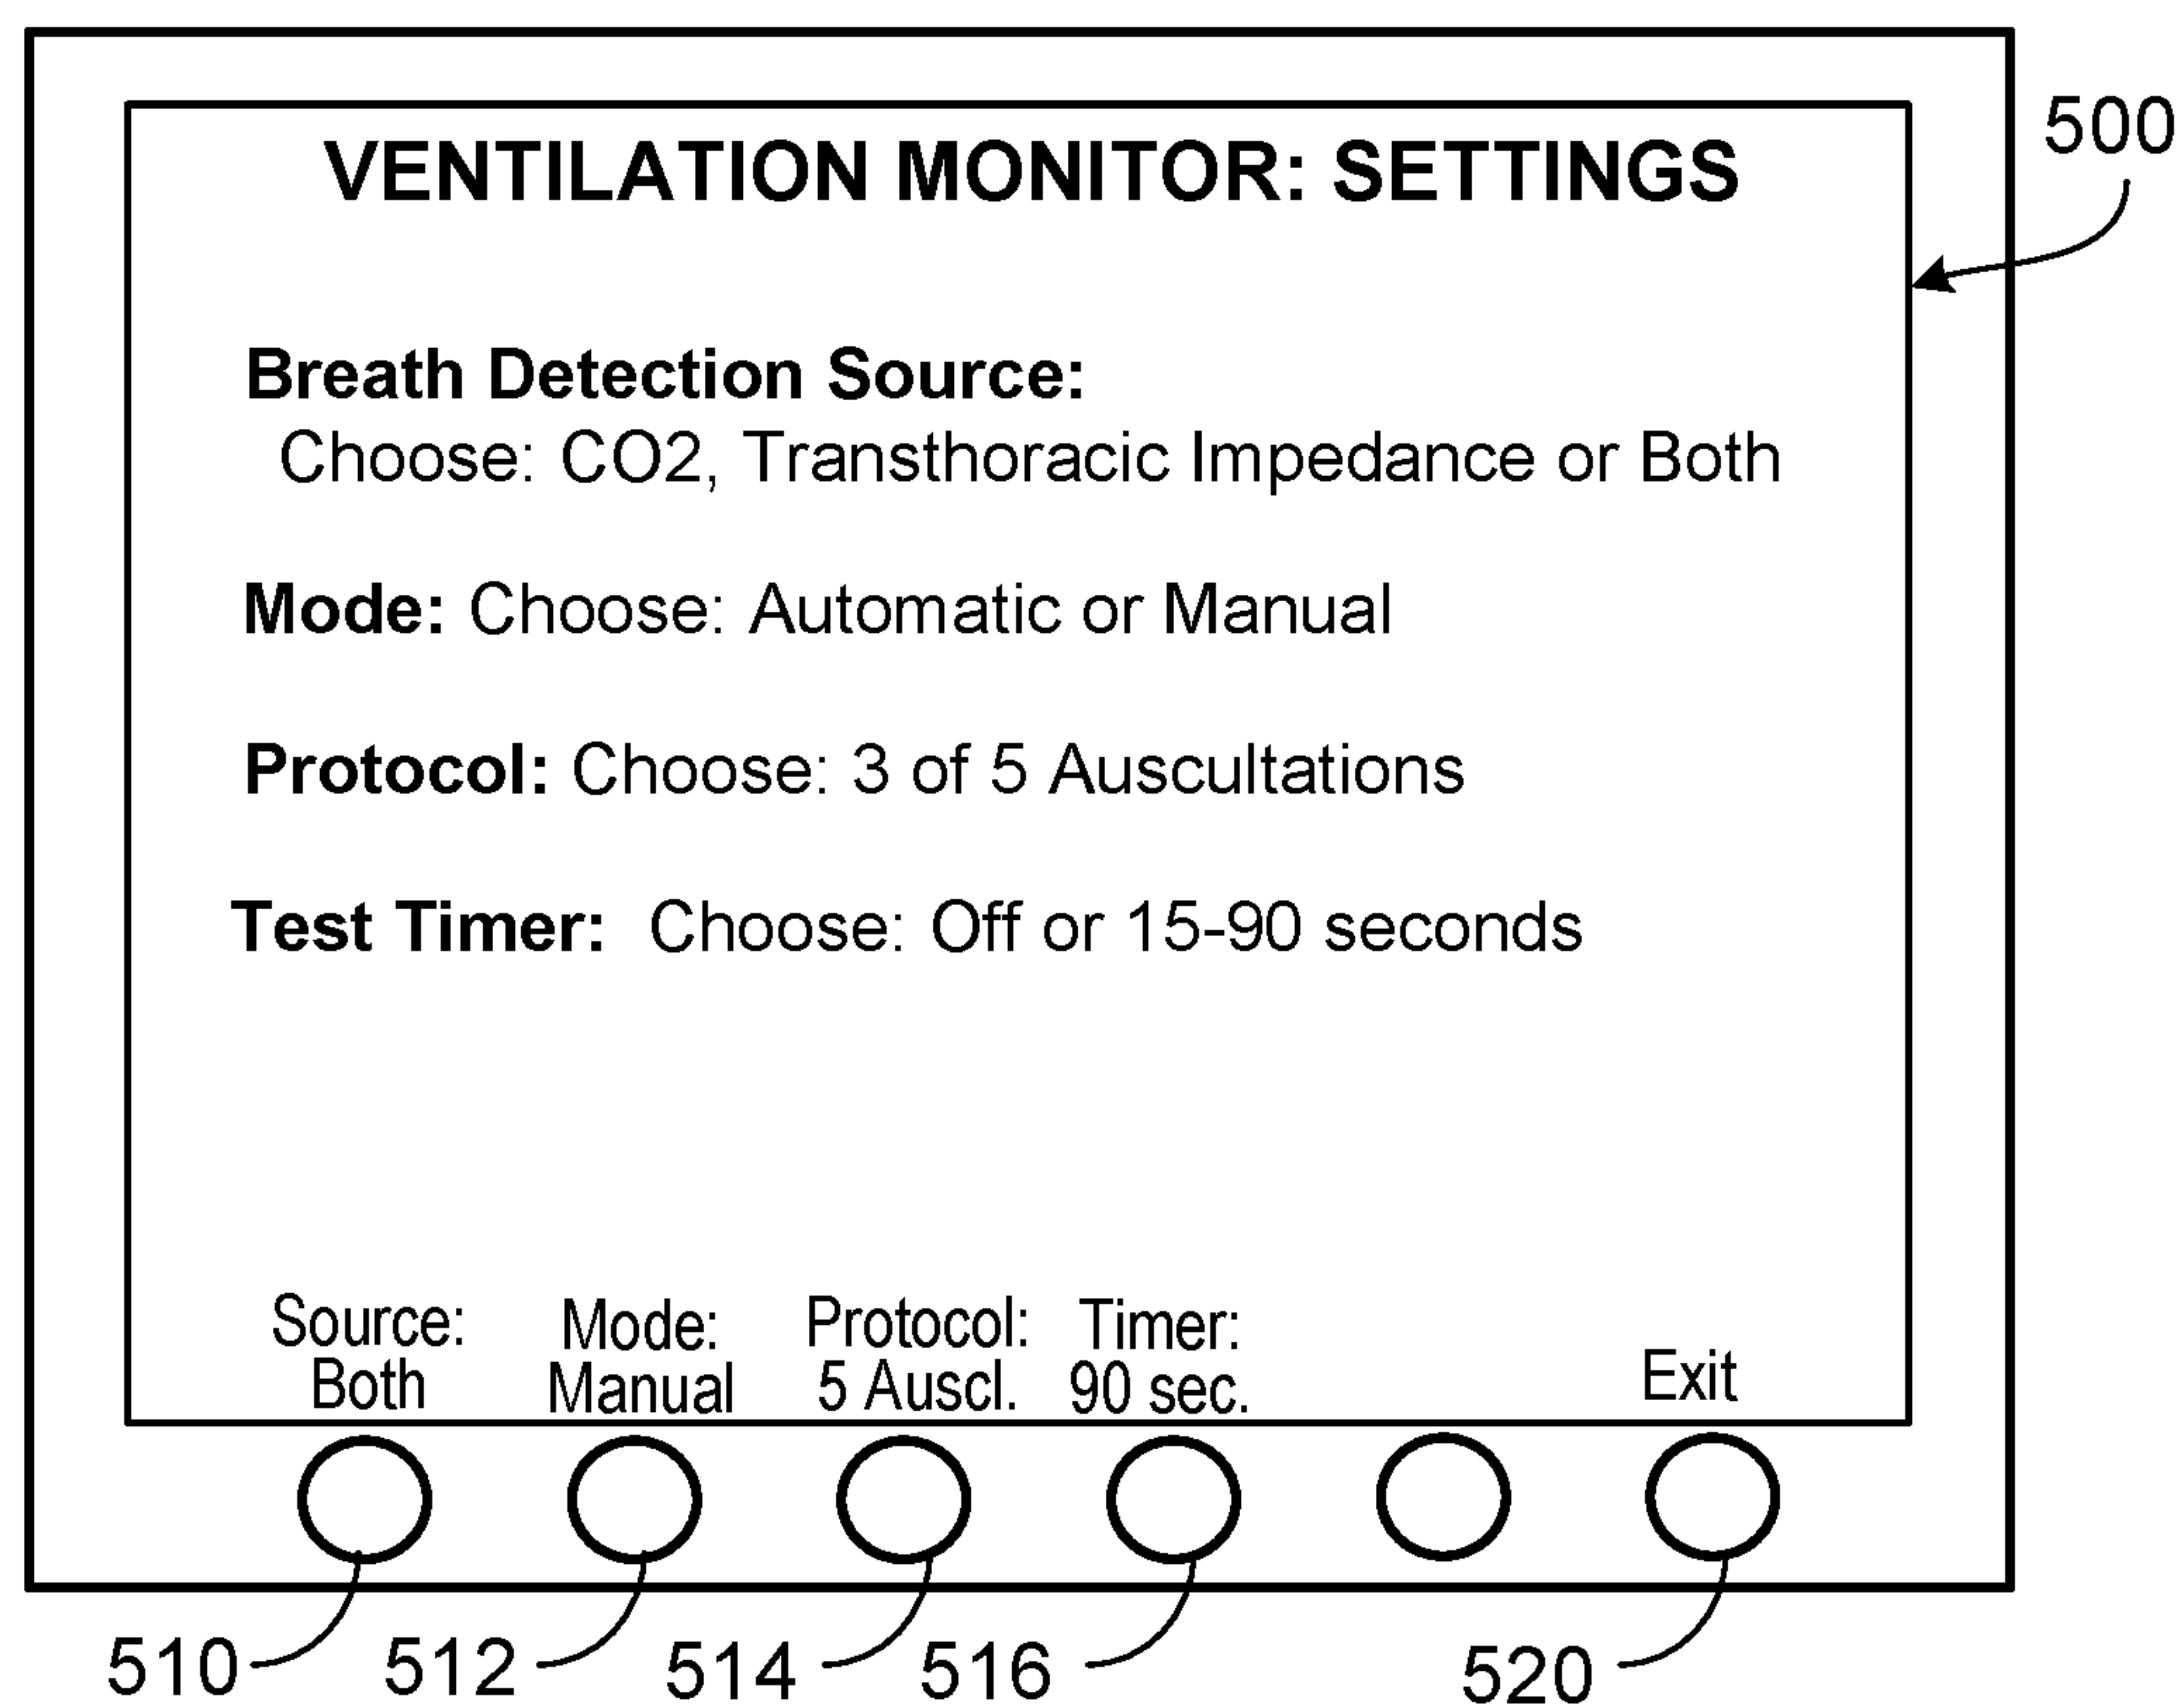 VENTILATION MONITOR: SETTINGS
500
Breath Detection Source:
Choose: CO2, Transthoracic Impedance or Both
Mode: Choose: Automatic or Manual
Protocol: Choose: 3 of 5 Auscultations
Test Timer: Choose: Off or 15-90 seconds
Source: Mode: Protocol: Timer:
Both Manual 5 Auscl. 90 sec. Exit
510 512 514 516 520